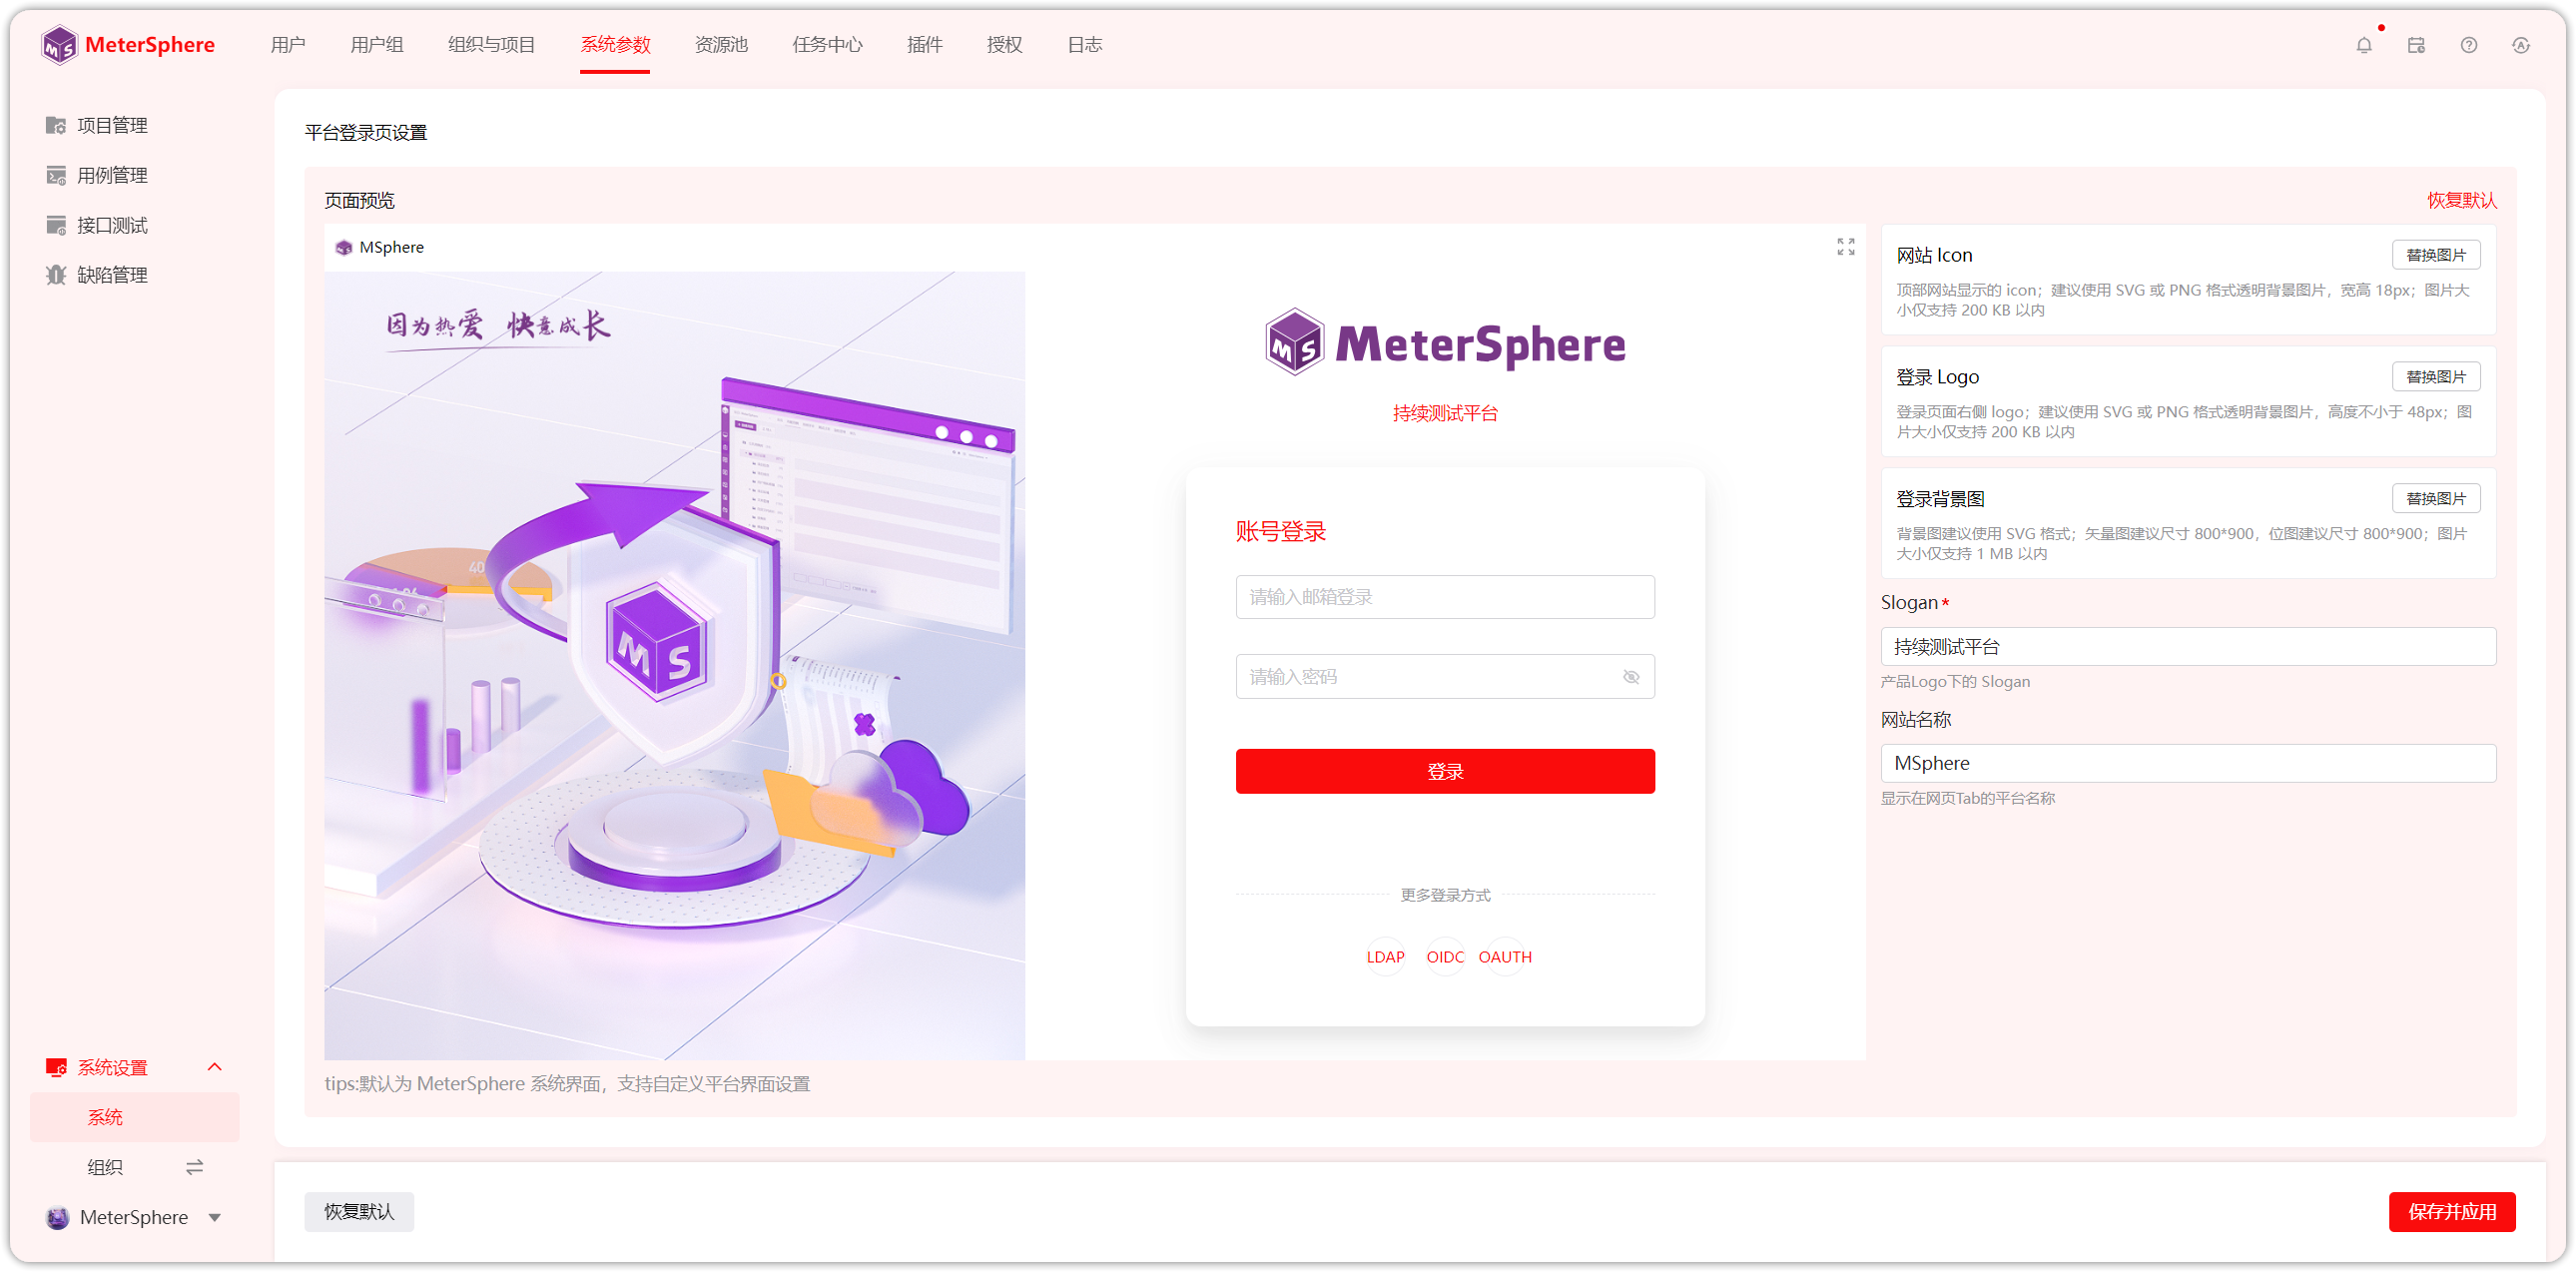 MeterSphere
用户 用户组 组织与项目 系统参数 资源池 任务中心 插件 授权 日志
项目管理
用例管理
接口测试
缺陷管理
系统设置
系统
组织
MeterSphere
平台登录页设置
页面预览
恢复默认
MSphere
因为热爱 快意成长
40
M S
MeterSphere
持续测试平台
账号登录
请输入邮箱登录
请输入密码
登录
更多登录方式
LDAP OIDC OAUTH
tips:默认为 MeterSphere 系统界面，支持自定义平台界面设置
网站 Icon
替换图片
顶部网站显示的 icon；建议使用 SVG 或 PNG 格式透明背景图片，宽高 18px；图片大
小仅支持 200 KB 以内
登录 Logo
替换图片
登录页面右侧 logo；建议使用 SVG 或 PNG 格式透明背景图片，高度不小于 48px；图
片大小仅支持 200 KB 以内
登录背景图
替换图片
背景图建议使用 SVG 格式；矢量图建议尺寸 800*900，位图建议尺寸 800*900；图片
大小仅支持 1 MB 以内
Slogan*
持续测试平台
产品Logo下的 Slogan
网站名称
MSphere
显示在网页Tab的平台名称
恢复默认
保存并应用